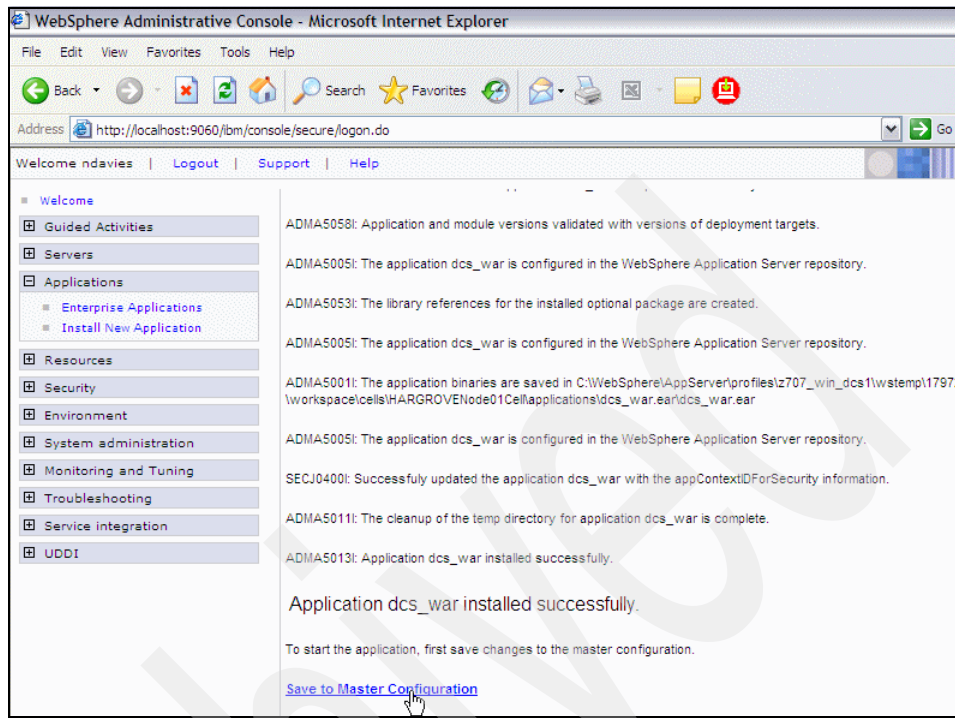 WebSphere Administrative Console - Microsoft Internet Explorer
File Edit View Favorites Tools Help
Back Search Favorites
Address http://localhost:9060/ibm/console/secure/logon.do Go
Welcome ndavies | Logout | Support | Help
Welcome
Guided Activities
Servers
Applications
Enterprise Applications
Install New Application
Resources
Security
Environment
System administration
Monitoring and Tuning
Troubleshooting
Service integration
UDDI
ADMA5058I: Application and module versions validated with versions of deployment targets.
ADMA5005I: The application dcs_war is configured in the WebSphere Application Server repository.
ADMA5053I: The library references for the installed optional package are created.
ADMA5005I: The application dcs_war is configured in the WebSphere Application Server repository.
ADMA5001I: The application binaries are saved in C:\WebSphere\AppServer\profiles\z707_win_dcs1\wstemp\1797
\workspace\cells\HARGROVENode01Cell\applications\dcs_war.ear\dcs_war.ear
ADMA5005I: The application dcs_war is configured in the WebSphere Application Server repository.
SECJ0400I: Successfuly updated the application dcs_war with the appContextIDForSecurity information.
ADMA5011I: The cleanup of the temp directory for application dcs_war is complete.
ADMA5013I: Application dcs_war installed successfully.
Application dcs_war installed successfully.
To start the application, first save changes to the master configuration.
Save to Master Configuration